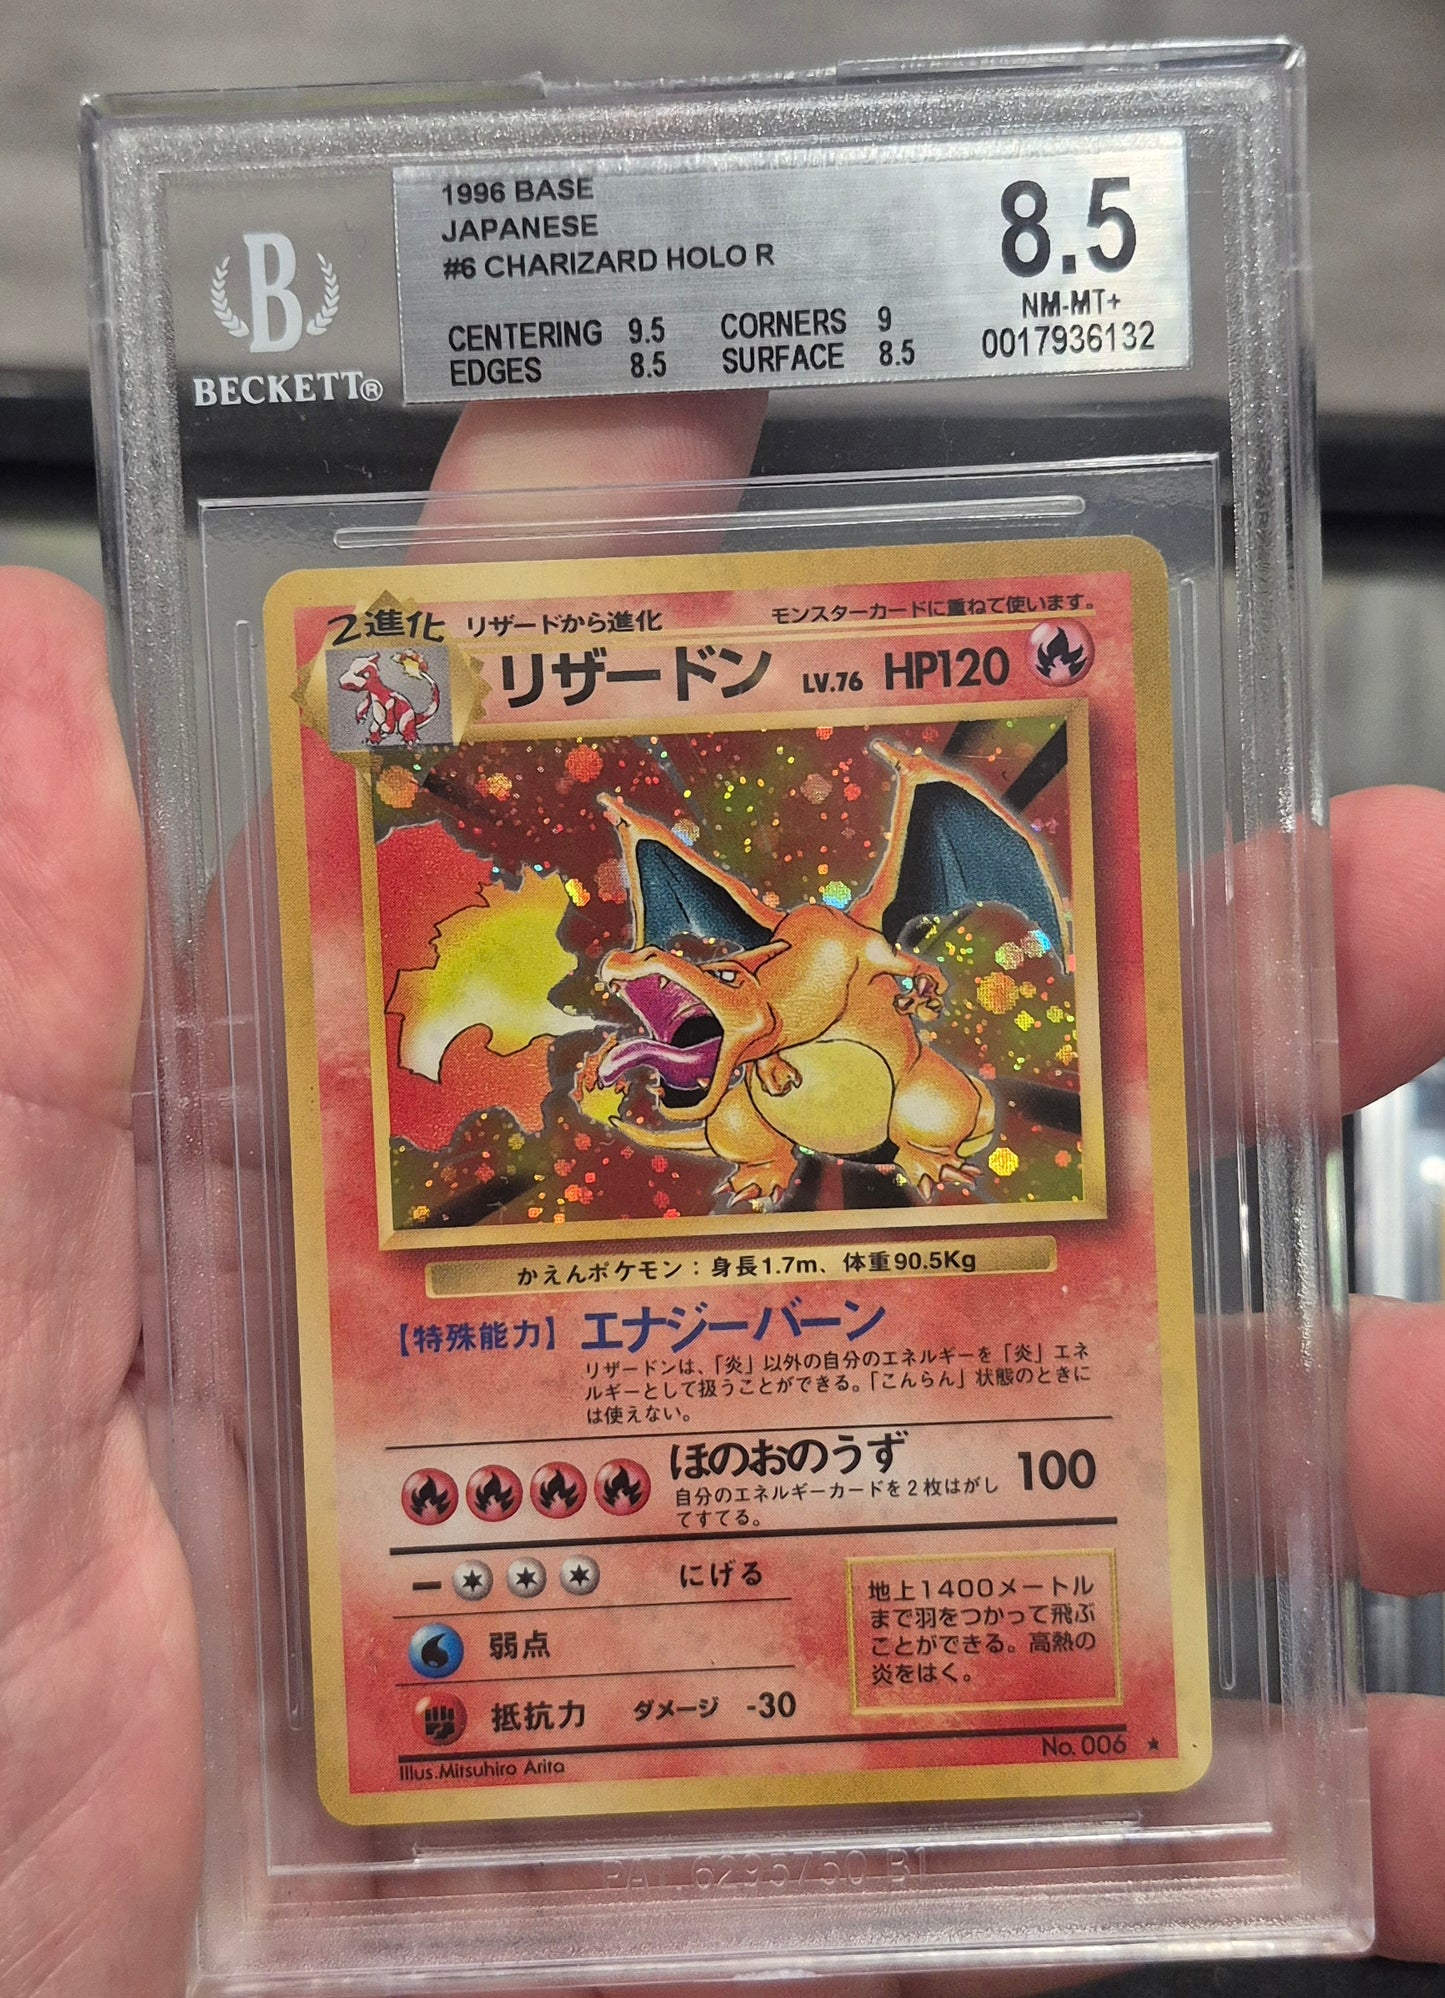 1996 BASE
JAPANESE
#6 CHARIZARD HOLO R
8.5
NM-MT+
0017936132
CENTERING 9.5 CORNERS 9
EDGES 8.5 SURFACE 8.5
B
BECKETT®
2進化 リザードから進化 モンスターカードに重ねて使います。
リザードン LV.76 HP120
かえんポケモン：身長1.7m、体重90.5Kg
【特殊能力】 エナジーバーン
リザードンは、「炎」以外の自分のエネルギーを「炎」エネ
ルギーとして扱うことができる。「こんらん」状態のときに
は使えない。
ほのおのうず 100
自分のエネルギーカードを2枚はがし
てすてる。
にげる
弱点
抵抗力 ダメージ -30
地上1400メートル
まで羽をつかって飛ぶ
ことができる。高熱の
炎をはく。
No. 006 ★
Illus.Mitsuhiro Arita
PAT. 6293750 B1